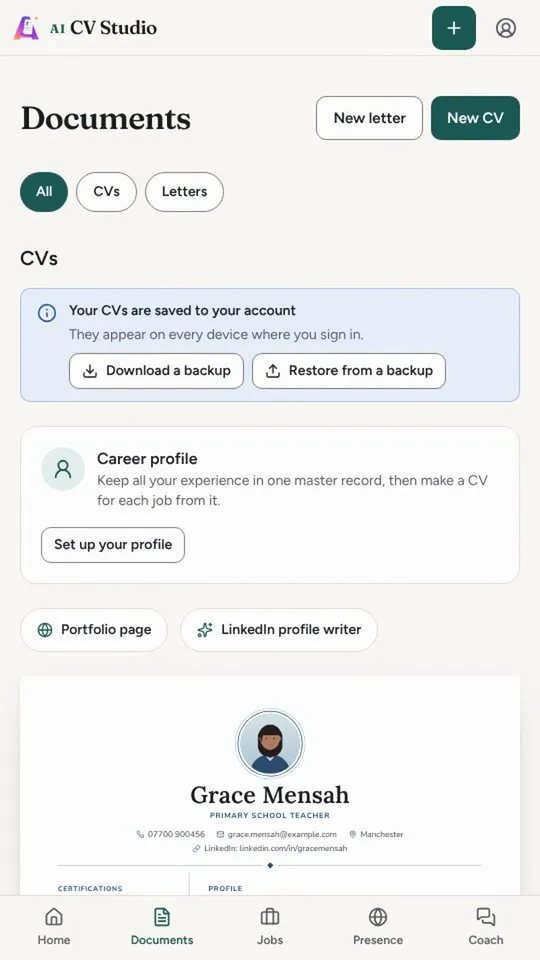 AI CV Studio
Documents
New letter
New CV
All
CVs
Letters
CVs
Your CVs are saved to your account
They appear on every device where you sign in.
Download a backup
Restore from a backup
Career profile
Keep all your experience in one master record, then make a CV
for each job from it.
Set up your profile
Portfolio page
LinkedIn profile writer
Grace Mensah
PRIMARY SCHOOL TEACHER
07700 900456 grace.mensah@example.com Manchester
LinkedIn: linkedin.com/in/gracemensah
CERTIFICATIONS
PROFILE
Home
Documents
Jobs
Presence
Coach